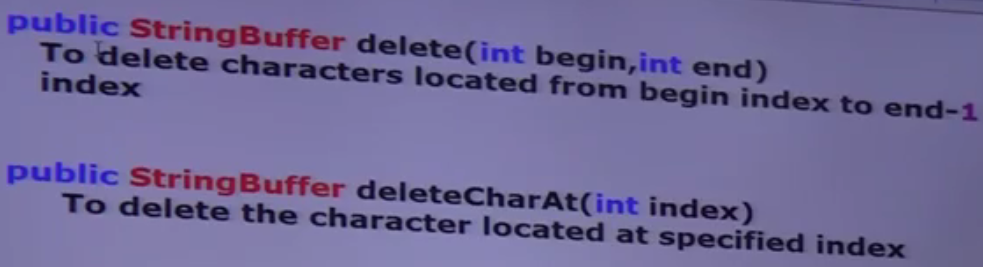 public StringBuffer delete(int begin,int end)
To delete characters located from begin index to end-1
index
public StringBuffer deleteCharAt(int index)
To delete the character located at specified index